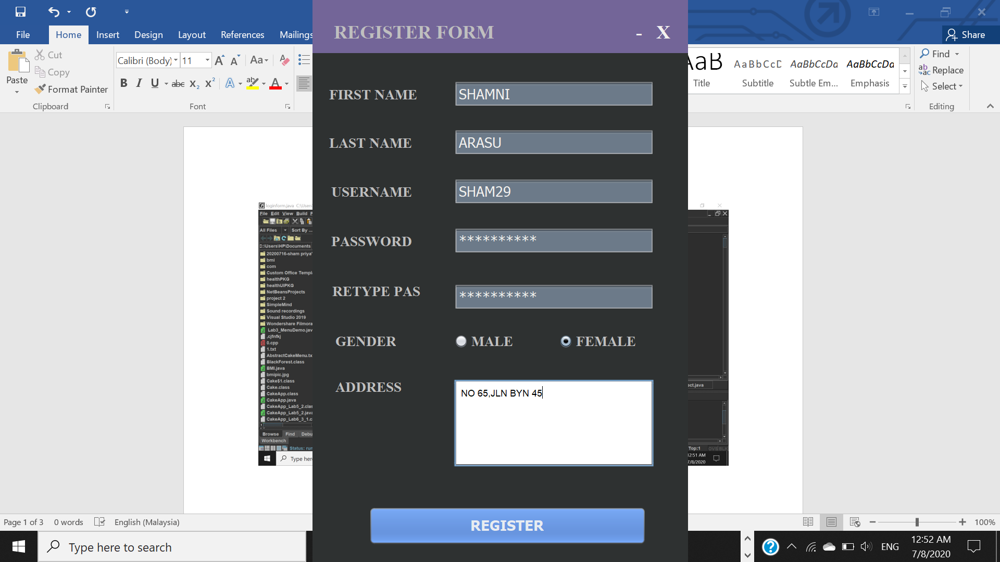 File
Home
Insert
Design
Layout
References
Mailings
Share
Paste
Cut
Copy
Format Painter
Clipboard
Calibri (Body)
11
Font
Title
AaBbCcD
Subtitle
AaBbCcDa
Subtle Em...
AaBbCcDa
Emphasis
Find
Replace
Select
Editing
REGISTER FORM
- X
FIRST NAME
SHAMNI
LAST NAME
ARASU
USERNAME
SHAM29
PASSWORD
**********
RETYPE PAS
**********
GENDER
MALE
FEMALE
ADDRESS
NO 65,JLN BYN 45
REGISTER
loginform.java C:\Users
File Edit View Build
All Files
Sort By ...
C:\Users\HP\Documents
20200716-sham priya'
bmi
com
Custom Office Templ
healthPKG
healthUIPKG
NetBeansProjects
project 2
SimpleMind
Sound recordings
Visual Studio 2019
Wondershare Filmora
Lab3_MenuDemo.jav
,cjfnfkj
0.cpp
1.txt
AbstractCakeMenu.tx
BlackForest.class
BMI.java
bmipic.jpg
Cake$1.class
Cake.class
CakeApp.class
CakeApp.java
CakeApp_Lab5_2.clas
CakeApp_Lab5_2.java
CakeApp_Lab6_3_1.c
Browse
Find
Debu
Workbench
Status: run
Type her
ect.java
Top:1
OVS BLK
12:51 AM
7/8/2020
Page 1 of 3
0 words
English (Malaysia)
100%
Type here to search
ENG
12:52 AM
7/8/2020